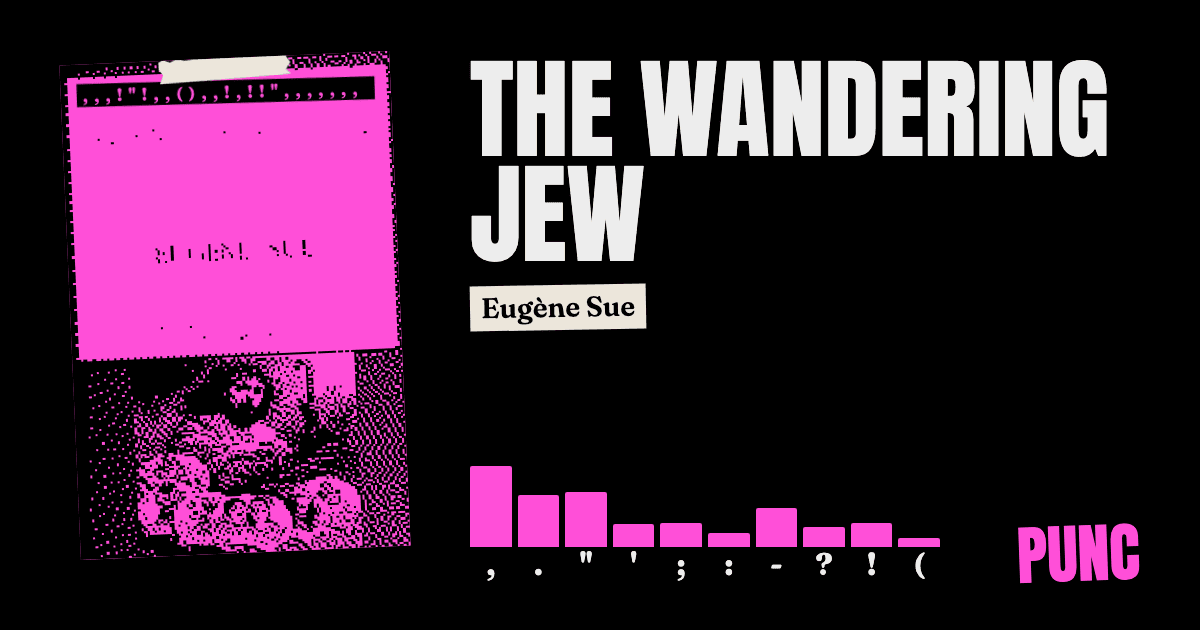 ,,,!"!,,(),,!,!!",,,,,,,
THE WANDERING
JEW
Eugène Sue
, . " ' ; : - ? ! (
PUNC